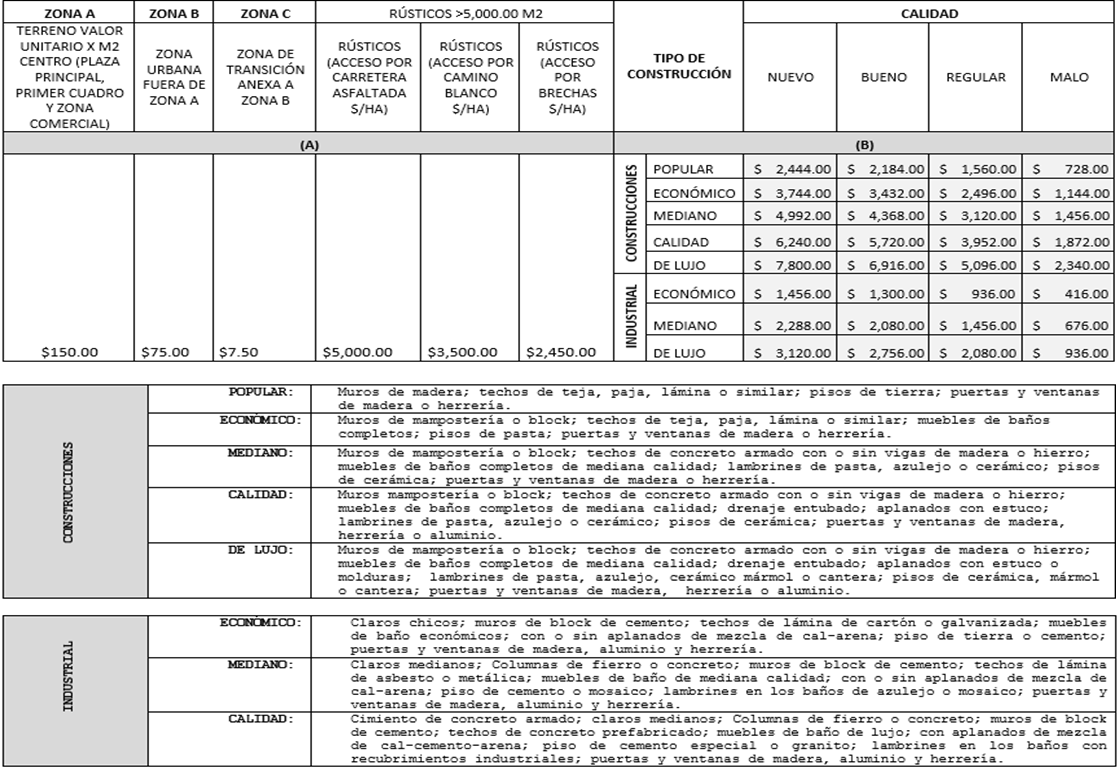 ZONA A ZONA B ZONA C RÚSTICOS >5,000.00 M2 TIPO DE CONSTRUCCIÓN CALIDAD
TERRENO VALOR
UNITARIO X M2
CENTRO (PLAZA
PRINCIPAL,
PRIMER CUADRO
Y ZONA
COMERCIAL)
ZONA
URBANA
FUERA DE
ZONA A
ZONA DE
TRANSICIÓN
ANEXA A
ZONA B
RÚSTICOS
(ACCESO POR
CARRETERA
ASFALTADA
S/HA)
RÚSTICOS
(ACCESO POR
CAMINO
BLANCO
S/HA)
RÚSTICOS
(ACCESO
POR
BRECHAS
S/HA)
NUEVO BUENO REGULAR MALO
(A) (B)
CONSTRUCCIONES
POPULAR $ 2,444.00 $ 2,184.00 $ 1,560.00 $ 728.00
ECONÓMICO $ 3,744.00 $ 3,432.00 $ 2,496.00 $ 1,144.00
MEDIANO $ 4,992.00 $ 4,368.00 $ 3,120.00 $ 1,456.00
CALIDAD $ 6,240.00 $ 5,720.00 $ 3,952.00 $ 1,872.00
DE LUJO $ 7,800.00 $ 6,916.00 $ 5,096.00 $ 2,340.00
INDUSTRIAL
ECONÓMICO $ 1,456.00 $ 1,300.00 $ 936.00 $ 416.00
MEDIANO $ 2,288.00 $ 2,080.00 $ 1,456.00 $ 676.00
$150.00 $75.00 $7.50 $5,000.00 $3,500.00 $2,450.00 DE LUJO $ 3,120.00 $ 2,756.00 $ 2,080.00 $ 936.00
CONSTRUCCIONES
POPULAR: Muros de madera; techos de teja, paja, lámina o similar; pisos de tierra; puertas y ventanas
de madera o herrería.
ECONÓMICO: Muros de mampostería o block; techos de teja, paja, lámina o similar; muebles de baños
completos; pisos de pasta; puertas y ventanas de madera o herrería.
MEDIANO: Muros de mampostería o block; techos de concreto armado con o sin vigas de madera o hierro;
muebles de baños completos de mediana calidad; lambrines de pasta, azulejo o cerámico; pisos
de cerámica; puertas y ventanas de madera o herrería.
CALIDAD: Muros mampostería o block; techos de concreto armado con o sin vigas de madera o hierro;
muebles de baños completos de mediana calidad; drenaje entubado; aplanados con estuco;
lambrines de pasta, azulejo o cerámico; pisos de cerámica; puertas y ventanas de madera,
herrería o aluminio.
DE LUJO: Muros de mampostería o block; techos de concreto armado con o sin vigas de madera o hierro;
muebles de baños completos de mediana calidad; drenaje entubado; aplanados con estuco o
molduras; lambrines de pasta, azulejo, cerámico mármol o cantera; pisos de cerámica, mármol
o cantera; puertas y ventanas de madera, herrería o aluminio.
INDUSTRIAL
ECONÓMICO: Claros chicos; muros de block de cemento; techos de lámina de cartón o galvanizada; muebles
de baño económicos; con o sin aplanados de mezcla de cal-arena; piso de tierra o cemento;
puertas y ventanas de madera, aluminio y herrería.
MEDIANO: Claros medianos; Columnas de fierro o concreto; muros de block de cemento; techos de lámina
de asbesto o metálica; muebles de baño de mediana calidad; con o sin aplanados de mezcla de
cal-arena; piso de cemento o mosaico; lambrines en los baños de azulejo o mosaico; puertas y
ventanas de madera, aluminio y herrería.
CALIDAD: Cimiento de concreto armado; claros medianos; Columnas de fierro o concreto; muros de block
de cemento; techos de concreto prefabricado; muebles de baño de lujo; con aplanados de mezcla
de cal-cemento-arena; piso de cemento especial o granito; lambrines en los baños con
recubrimientos industriales; puertas y ventanas de madera, aluminio y herrería.